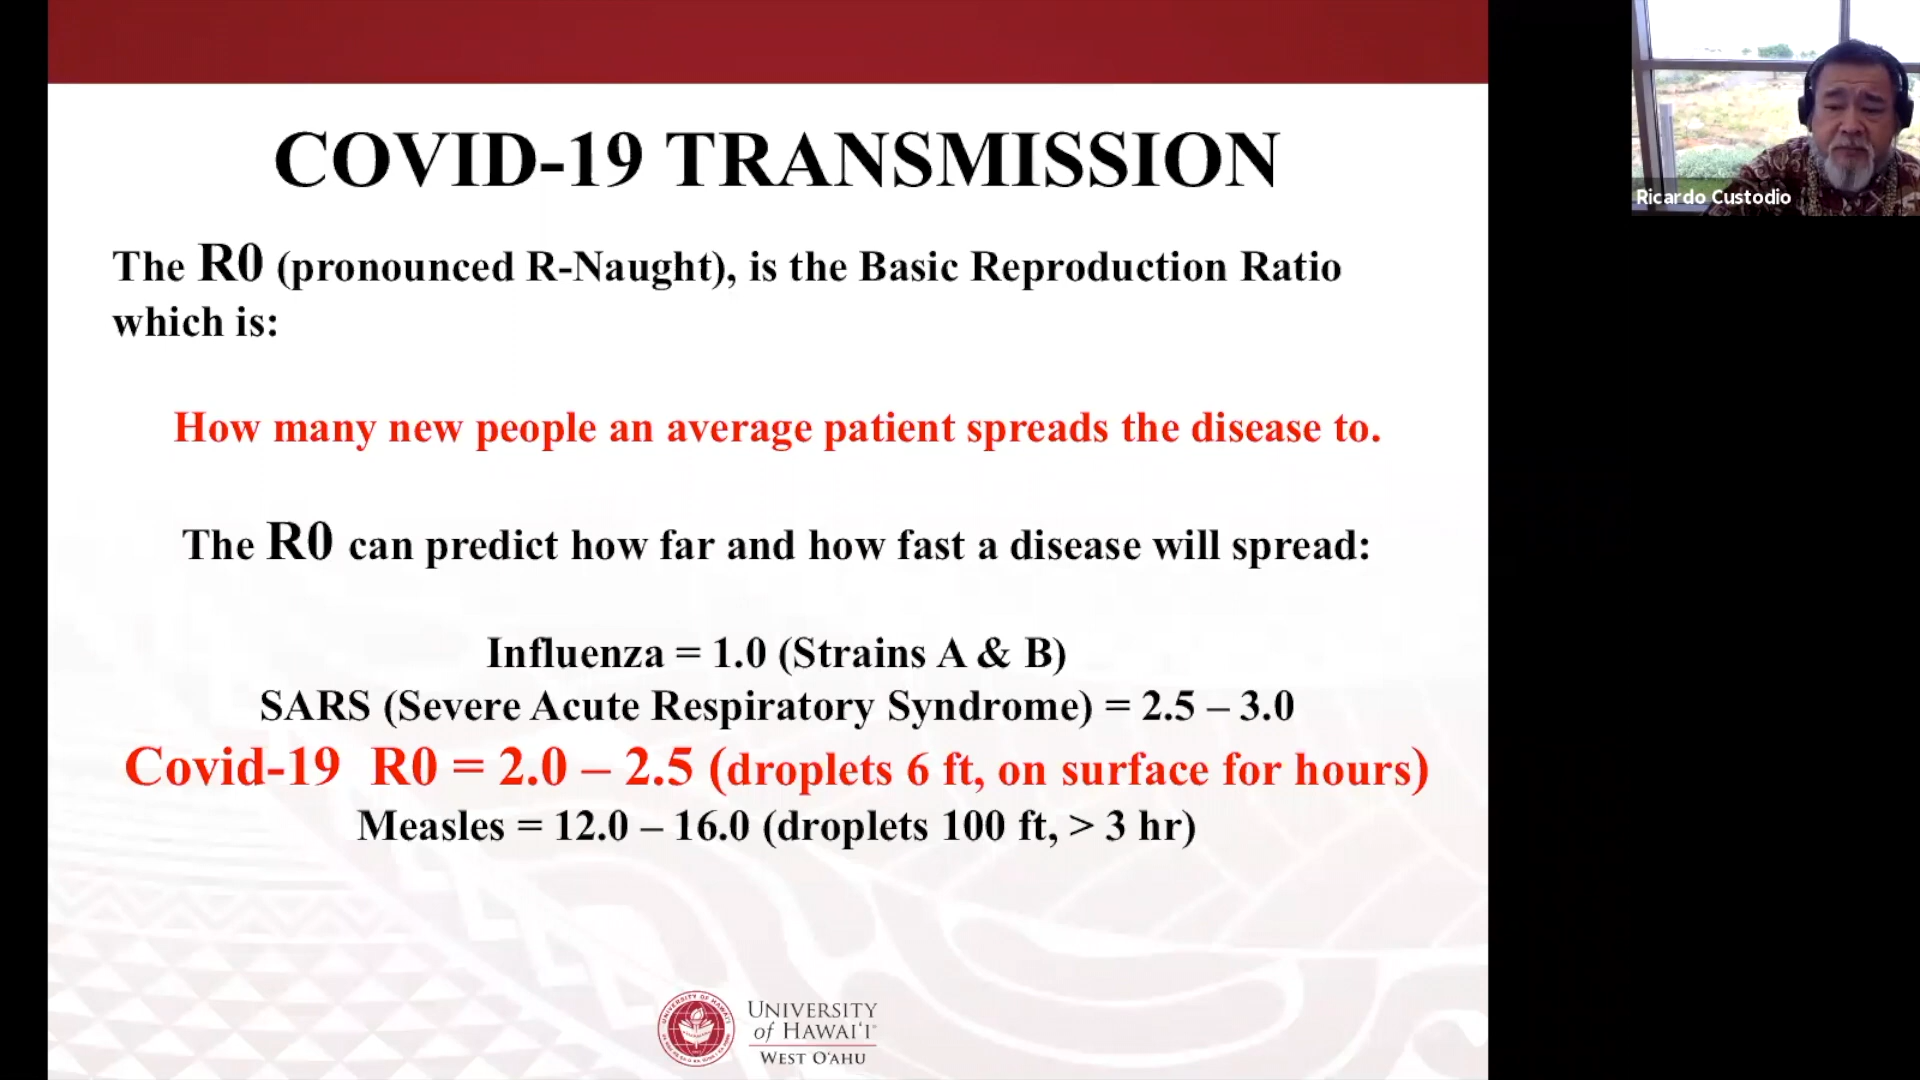 COVID-19 TRANSMISSION
The R0 (pronounced R-Naught), is the Basic Reproduction Ratio
which is:
How many new people an average patient spreads the disease to.
The R0 can predict how far and how fast a disease will spread:
Influenza = 1.0 (Strains A & B)
SARS (Severe Acute Respiratory Syndrome) = 2.5 – 3.0
Covid-19 R0 = 2.0 – 2.5 (droplets 6 ft, on surface for hours)
Measles = 12.0 – 16.0 (droplets 100 ft, > 3 hr)
UNIVERSITY
of HAWAIʻI
WEST OʻAHU
Ricardo Custodio